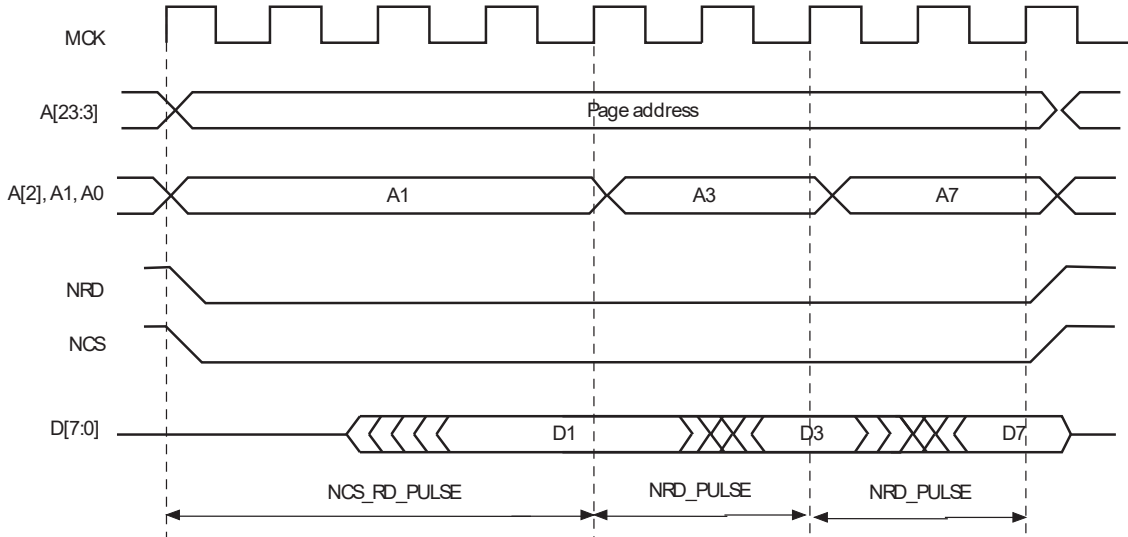 MCK
A[23:3]
Page address
A[2], A1, A0
A1
A3
A7
NRD
NCS
D[7:0]
D1
D3
D7
NCS_RD_PULSE
NRD_PULSE
NRD_PULSE